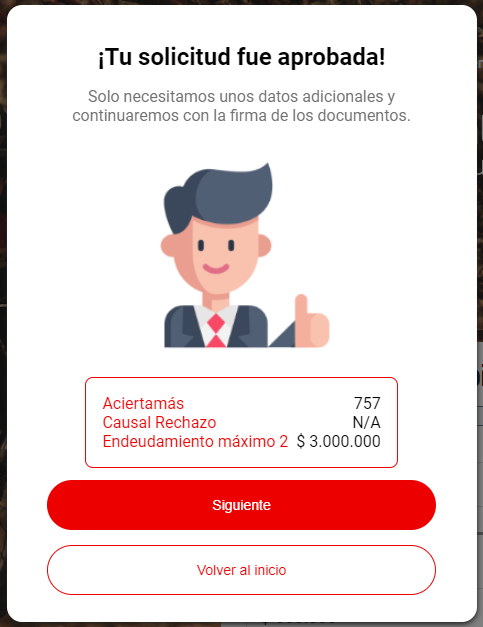 ¡Tu solicitud fue aprobada!
Solo necesitamos unos datos adicionales y
continuaremos con la firma de los documentos.
Aciertamás 757
Causal Rechazo N/A
Endeudamiento máximo 2 $ 3.000.000
Siguiente
Volver al inicio